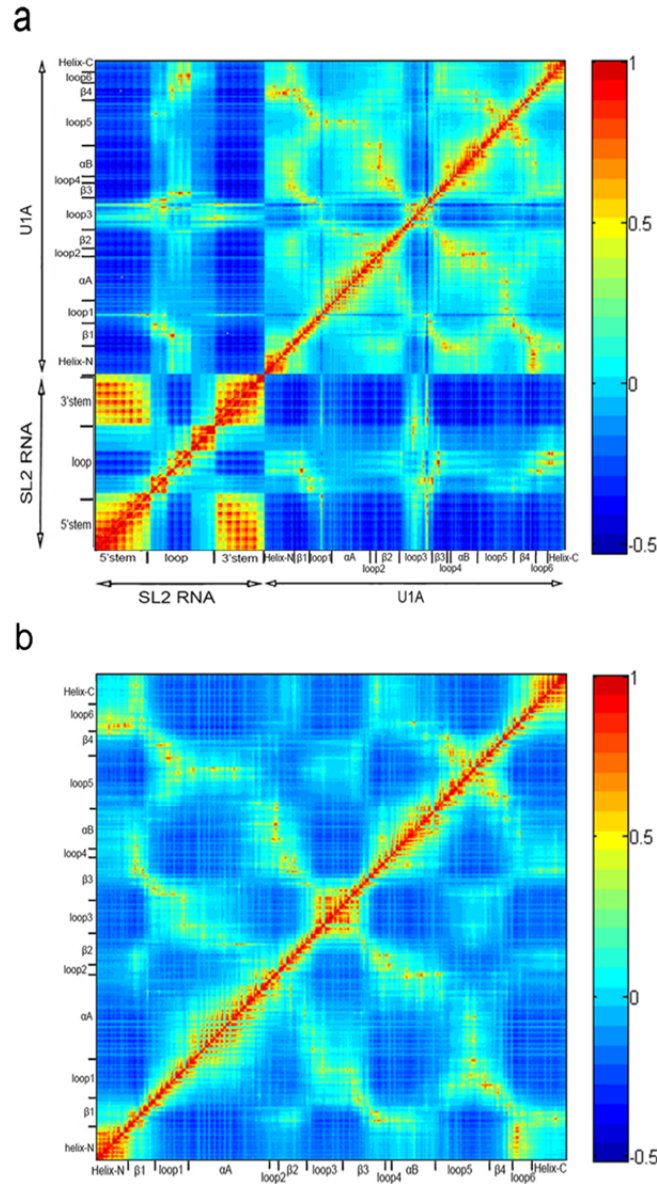 a
Helix-C
loop6
β4
loop5
αB
loop4
β3
loop3
β2
loop2
αA
loop1
β1
Helix-N
U1A
3'stem
loop
5'stem
SL2 RNA
5'stem loop 3'stem Helix-N β1 loop1 αA β2 loop3 β3 αB loop5 β4 Helix-C
loop2 loop4 loop6
SL2 RNA U1A
1
0.5
0
-0.5
b
Helix-C
loop6
β4
loop5
αB
loop4
β3
loop3
β2
loop2
αA
loop1
β1
helix-N
Helix-N β1 loop1 αA β2 loop3 β3 αB loop5 β4 Helix-C
loop2 loop4 loop6
1
0.5
0
-0.5